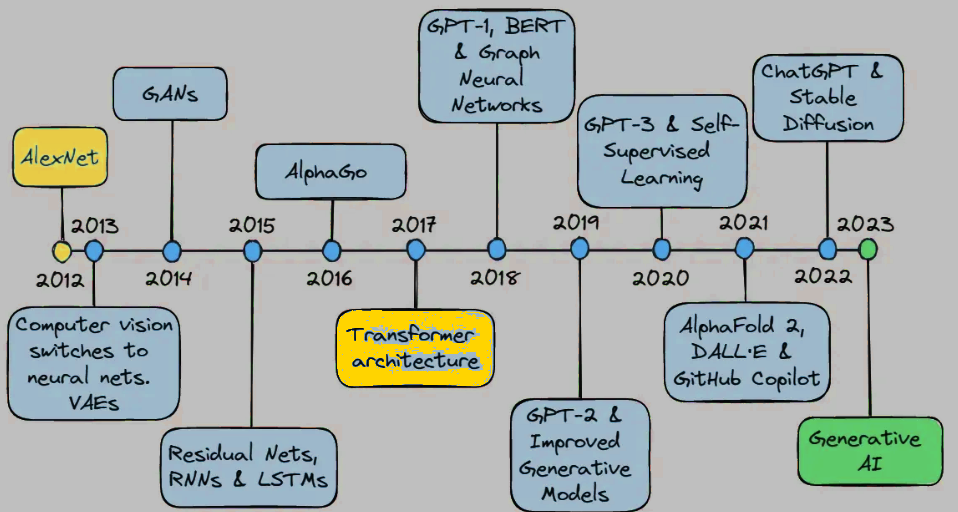 AlexNet
2012
2013
Computer vision
switches to
neural nets.
VAEs
GANs
2014
2015
Residual Nets,
RNNs & LSTMs
AlphaGo
2016
2017
Transformer
architecture
GPT-1, BERT
& Graph
Neural
Networks
2018
2019
GPT-2 &
Improved
Generative
Models
GPT-3 & Self-
Supervised
Learning
2020
2021
AlphaFold 2,
DALL·E &
GitHub Copilot
ChatGPT &
Stable
Diffusion
2022
2023
Generative
AI